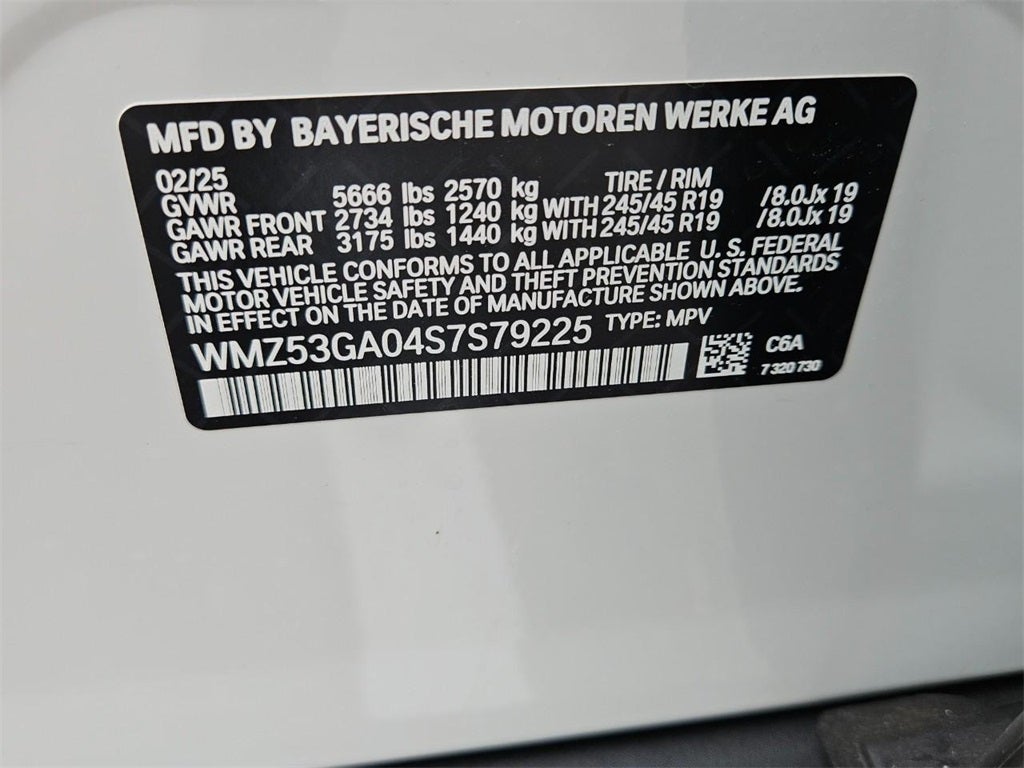 MFD BY BAYERISCHE MOTOREN WERKE AG
02/25 TIRE / RIM
GVWR 5666 lbs 2570 kg
GAWR FRONT 2734 lbs 1240 kg WITH 245/45 R19 /8.0Jx 19
GAWR REAR 3175 lbs 1440 kg WITH 245/45 R19 /8.0Jx 19
THIS VEHICLE CONFORMS TO ALL APPLICABLE U. S. FEDERAL
MOTOR VEHICLE SAFETY AND THEFT PREVENTION STANDARDS
IN EFFECT ON THE DATE OF MANUFACTURE SHOWN ABOVE.
WMZ53GA04S7S79225 TYPE: MPV
C6A
7 320 730